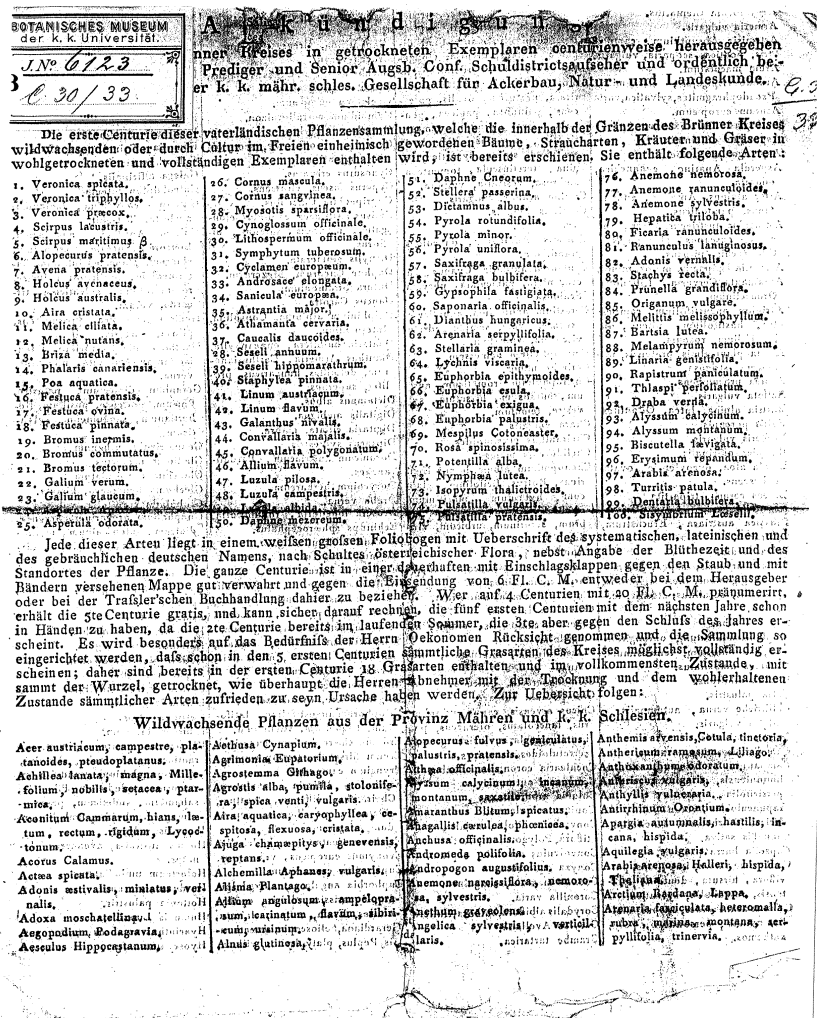 BOTANISCHES MUSEUM
der k. k. Universität.
J. No 6123
C. 30/33
Ankündigung
nner Kreises in getrockneten Exemplaren centurienweise herausgegeben
Prediger und Senior Augsb. Conf. Schuldistrictsaufseher und ordentlich
er k. k. mähr. schles. Gesellschaft für Ackerbau, Natur- und Landeskunde.
Die erste Centurie dieser vaterländischen Pflanzensammlung, welche die innerhalb der Gränzen des Brünner Kreises
wildwachsenden oder durch Cultur im Freien einheimisch gewordenen Bäume, Straucharten, Kräuter und Gräser in
wohlgetrockneten und vollständigen Exemplaren enthalten wird, ist bereits erschienen. Sie enthält folgende Arten:
1. Veronica spicata.
2. Veronica triphyllos.
3. Veronica præcox.
4. Scirpus lacustris.
5. Scirpus maritimus β
6. Alopecurus pratensis.
7. Avena pratensis.
8. Holcus avenaceus.
9. Holcus australis.
10. Aira cristata.
11. Melica ciliata.
12. Melica nutans.
13. Briza media.
14. Phalaris canariensis.
15. Poa aquatica.
16. Festuca pratensis.
17. Festuca ovina.
18. Festuca pinnata.
19. Bromus inermis.
20. Bromus commutatus.
21. Bromus tectorum.
22. Galium verum.
23. Galium glaucum.
25. Asperula odorata.
26. Cornus mascula.
27. Cornus sangvinea.
28. Myosotis sparsiflora.
29. Cynoglossum officinale.
30. Lithospermum officinale.
31. Symphytum tuberosum.
32. Cyclamen europæum.
33. Androsace elongata.
34. Sanicula europæa.
35. Astrantia major.
36. Athamanta cervaria.
37. Caucalis daucoides.
28. Seseli annuum.
39. Seseli hippomarathrum.
40. Staphylea pinnata.
41. Linum austriacum.
42. Linum flavum.
43. Galanthus nivalis.
44. Convallaria majalis.
45. Convallatia polygonatum.
46. Allium flavum.
47. Luzula pilosa.
48. Luzula campestris.
albida.
50. Daphne mezereum.
51. Daphne Cneorum.
52. Stellera passerina.
53. Dictamnus albus.
54. Pyrola rotundifolia.
55. Pyrola minor.
56. Pyrola uniflora.
57. Saxifraga granulata.
58. Saxifraga bulbifera.
59. Gypsophila fastigiata.
60. Saponaria officinalis.
61. Dianthus hungaricus.
62. Arenaria serpyllifolia.
63. Stellaria graminea.
64. Lychnis viscaria.
65. Euphorbia epithymoides.
66. Euphorbia esula.
67. Euphorbia exigua.
68. Euphorbia palustris.
69. Mespilus Cotoneaster.
70. Rosa spinosissima.
71. Potentilla alba.
72. Nymphæa lutea.
73. Isopyrum thalictroides.
74. Pulsatilla vulgaris.
75. Pulsatilla pratensis.
76. Anemone nemorosa.
77. Anemone ranunculoides.
78. Anemone sylvestris.
79. Hepatica triloba.
80. Ficaria ranunculoides.
81. Ranunculus lanuginosus.
82. Adonis vernalis.
83. Stachys recta.
84. Prunella grandiflora.
85. Origanum vulgare.
86. Melittis melissophyllum.
87. Bartsia lutea.
88. Melampyrum nemorosum.
89. Linaria genistifolia.
90. Rapistrum paniculatum.
91. Thlaspi perfoliatum.
92. Draba verna.
93. Alyssum calycinum.
94. Alyssum montanum.
95. Biscutella lævigata.
96. Erysimum repandum.
97. Arabis arenosa.
98. Turritis patula.
99. Dentaria bulbifera.
100. Sisymbrium Loeselii.
Jede dieser Arten liegt in einem weißen großen Foliobogen mit Ueberschrift des systematischen, lateinischen und
des gebräuchlichen deutschen Namens, nach Schultes österreichischer Flora, nebst Angabe der Blüthezeit und des
Standortes der Pflanze. Die ganze Centurie ist in einer dauerhaften mit Einschlagsklappen gegen den Staub und mit
Bändern versehenen Mappe gut verwahrt und gegen die Einsendung von 6 Fl. C. M. entweder bei dem Herausgeber
oder bei der Traßler'schen Buchhandlung dahier zu beziehen. Wer auf 4 Centurien mit 20 Fl. C. M. pränumerirt,
erhält die 5te Centurie gratis, und kann sicher darauf rechnen, die fünf ersten Centurien mit dem nächsten Jahre schon
in Händen zu haben, da die 2te Centurie bereits im laufenden Sommer, die 3te aber gegen den Schluß des Jahres er-
scheint. Es wird besonders auf das Bedürfniß der Herrn Oekonomen Rücksicht genommen und die Sammlung so
eingerichtet werden, daß schon in den 5 ersten Centurien sämmtliche Grasarten des Kreises möglichst vollständig er-
scheinen; daher sind bereits in der ersten Centurie 18 Grasarten enthalten und im vollkommensten Zustande, mit
sammt der Wurzel, getrocknet, wie überhaupt die Herren Abnehmer mit der Trocknung und dem wohlerhaltenen
Zustande sämmtlicher Arten zufrieden zu seyn Ursache haben werden. Zur Uebersicht folgen:
Wildwachsende Pflanzen aus der Provinz Mähren und k. k. Schlesien.
Acer austriacum, campestre, pla-
tanoides, pseudoplatanus.
Achillea lanata, magna, Mille-
folium, nobilis, setacea, ptar-
mica.
Aconitum Cammarum, hians, læ-
tum, rectum, rigidum, Lycoc-
tonum.
Acorus Calamus.
Actæa spicata.
Adonis æstivalis, miniatus, ver-
nalis.
Adoxa moschatellina.
Aegopodium Podagravia.
Aesculus Hippocastanum.
Aethusa Cynapium.
Agrimonia Eupatorium.
Agrostemma Githago.
Agrostis alba, pumila, stolonife-
ra, spica venti, vulgaris.
Aira aquatica, caryophyllea, ce-
spitosa, flexuosa, cristata.
Ajuga chamæpitys, genevensis,
reptans.
Alchemilla Aphanes, vulgaris.
Alisma Plantago.
Allium angulosum, ampelopra-
sum, carinatum, flavum, sibiri-
cum, ursinum.
Alnus glutinosa.
Alopecurus fulvus, geniculatus,
palustris, pratensis.
Althæa officinalis.
Alyssum calycinum, incanum,
montanum, saxatile.
Amaranthus Blitum, spicatus.
Anagallis cærulea, phœnicea.
Anchusa officinalis.
Andromeda polifolia.
Andropogon augustifolius.
Anemone narcissiflora, nemoro-
sa, sylvestris.
Anethum graveolens.
Angelica sylvestris, verticil-
laris.
Anthemis arvensis, Cotula, tinctoria.
Anthericum ramosum, Liliago.
Anthoxanthum odoratum.
Anthriscus vulgaris.
Anthyllis vulneraria.
Antirrhinum Orontium.
Apargia autumnalis, hastilis, in-
cana, hispida.
Aquilegia vulgaris.
Arabis arenosa, Halleri, hispida,
Thaliana.
Arctium Bardana, Lappa.
Arenaria fasciculata, heteromalla,
rubra, marina, montana, ser-
pyllifolia, trinervia.